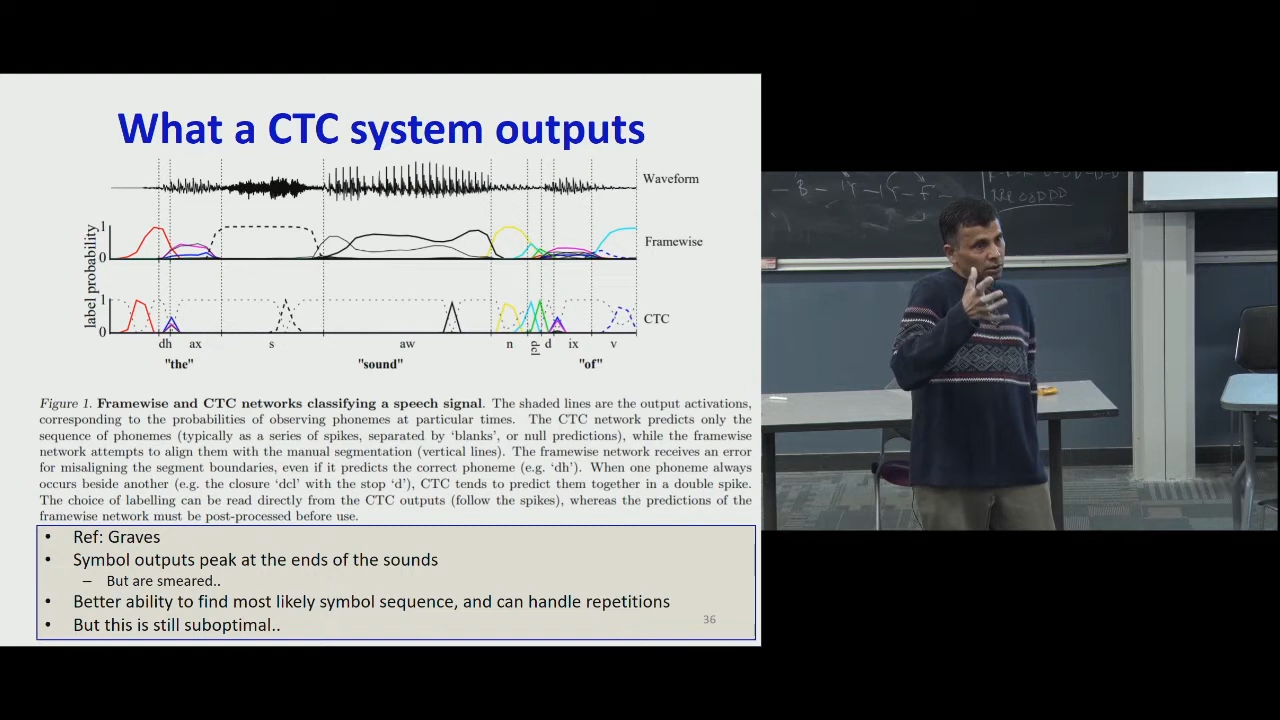 What a CTC system outputs
Waveform
label probability
1
0
Framewise
1
0
CTC
dh ax s aw n dcl d ix v
"the" "sound" "of"
Figure 1. Framewise and CTC networks classifying a speech signal. The shaded lines are the output activations,
corresponding to the probabilities of observing phonemes at particular times. The CTC network predicts only the
sequence of phonemes (typically as a series of spikes, separated by ‘blanks’, or null predictions), while the framewise
network attempts to align them with the manual segmentation (vertical lines). The framewise network receives an error
for misaligning the segment boundaries, even if it predicts the correct phoneme (e.g. ‘dh’). When one phoneme always
occurs beside another (e.g. the closure ‘dcl’ with the stop ‘d’), CTC tends to predict them together in a double spike.
The choice of labelling can be read directly from the CTC outputs (follow the spikes), whereas the predictions of the
framewise network must be post-processed before use.
• Ref: Graves
• Symbol outputs peak at the ends of the sounds
– But are smeared..
• Better ability to find most likely symbol sequence, and can handle repetitions
• But this is still suboptimal..
36